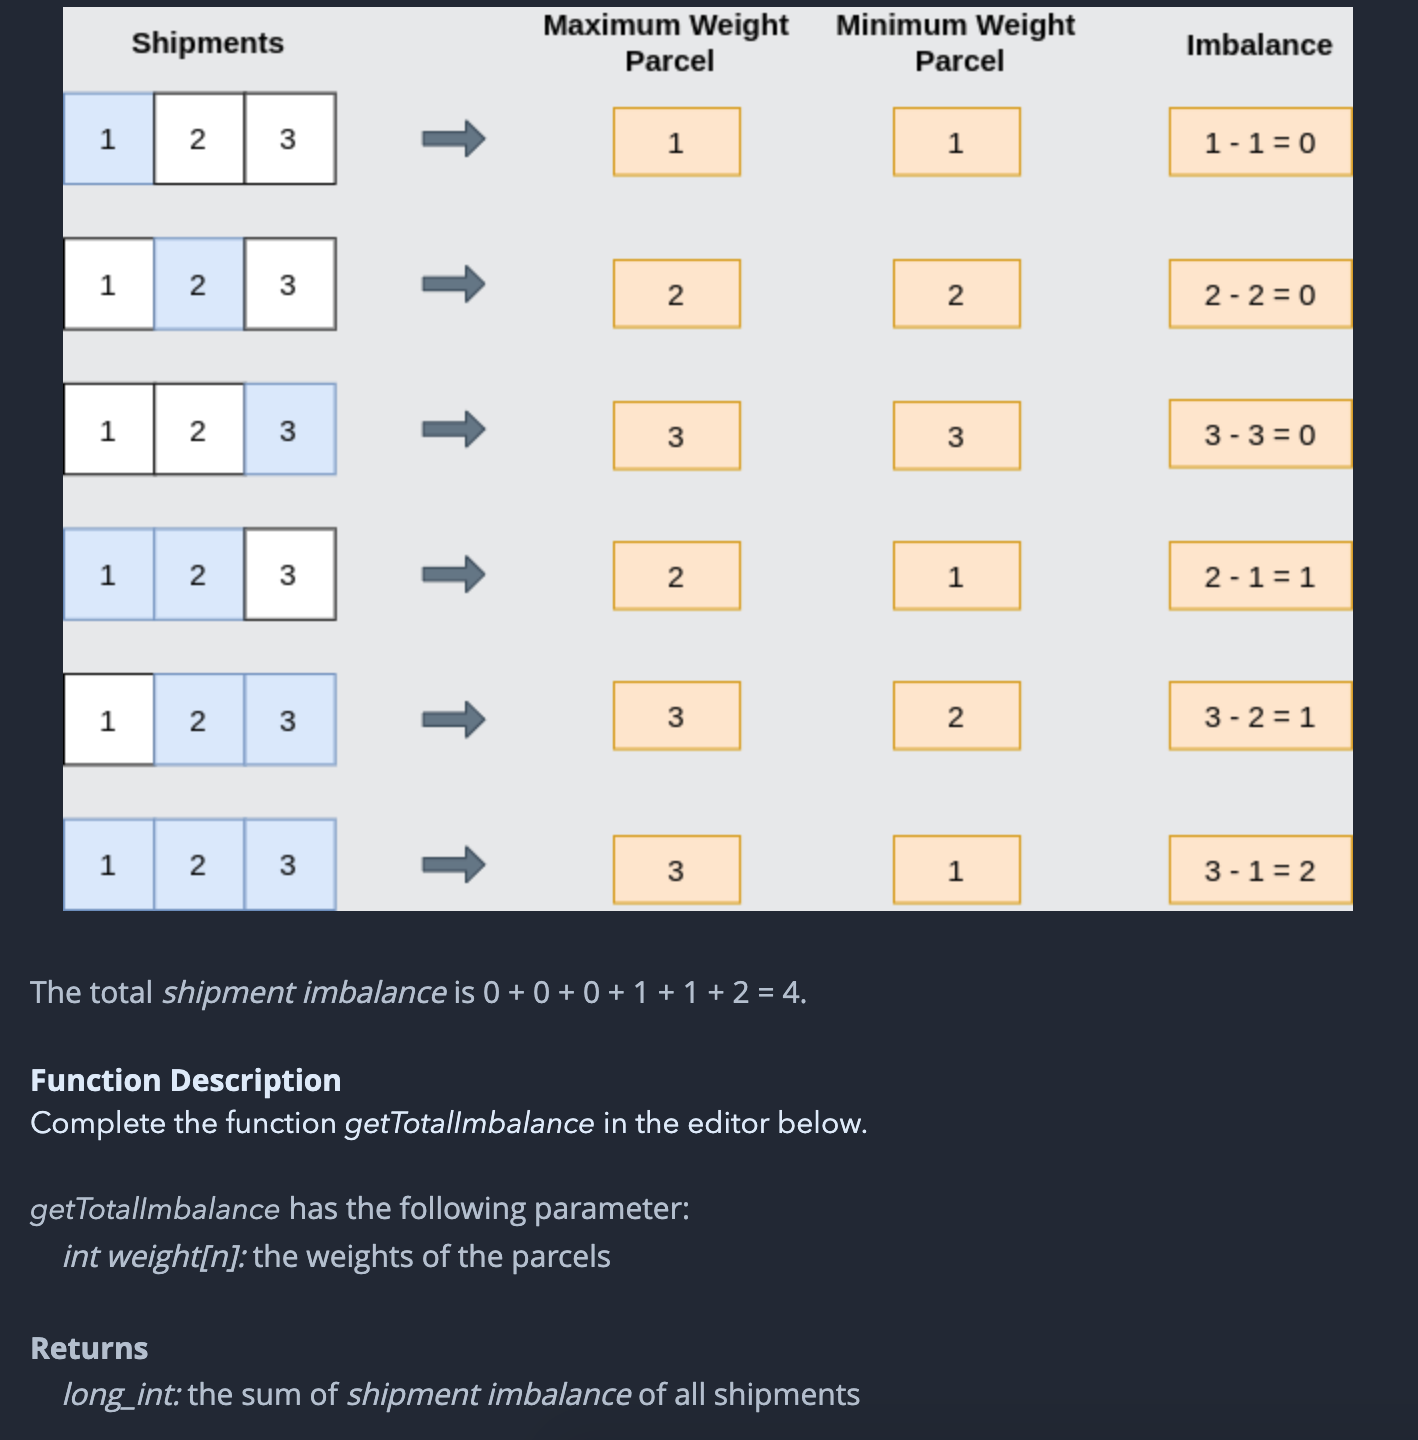 Shipments Maximum Weight Parcel Minimum Weight Parcel Imbalance
1 2 3 1 1 1 - 1 = 0
1 2 3 2 2 2 - 2 = 0
1 2 3 3 3 3 - 3 = 0
1 2 3 2 1 2 - 1 = 1
1 2 3 3 2 3 - 2 = 1
1 2 3 3 1 3 - 1 = 2
The total shipment imbalance is 0 + 0 + 0 + 1 + 1 + 2 = 4.
Function Description
Complete the function getTotalImbalance in the editor below.
getTotalImbalance has the following parameter:
int weight[n]: the weights of the parcels
Returns
long_int: the sum of shipment imbalance of all shipments